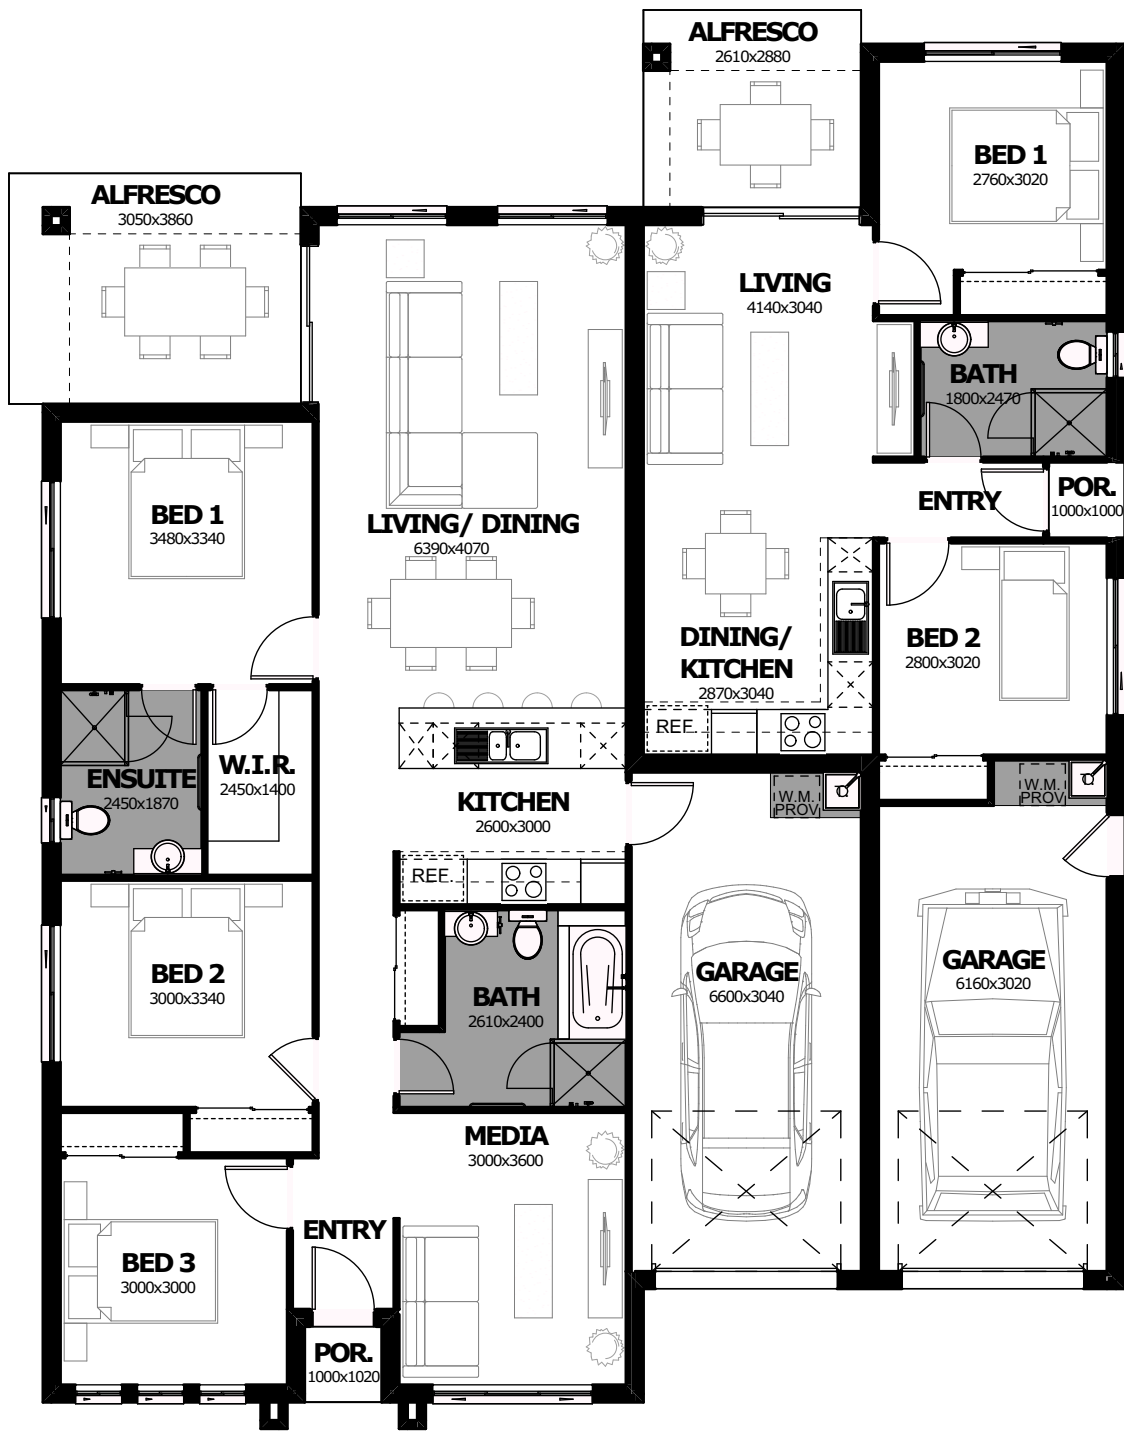 ALFRESCO
2610x2880
BED 1
2760x3020
ALFRESCO
3050x3860
LIVING
4140x3040
BATH
1800x2470
ENTRY
POR.
1000x1000
BED 1
3480x3340
LIVING/ DINING
6390x4070
DINING/
KITCHEN
2870x3040
BED 2
2800x3020
REF.
ENSUITE
2450x1870
W.I.R.
2450x1400
KITCHEN
2600x3000
W.M.
PROV
W.M.
PROV
REF.
BED 2
3000x3340
BATH
2610x2400
GARAGE
6600x3040
GARAGE
6160x3020
MEDIA
3000x3600
ENTRY
BED 3
3000x3000
POR.
1000x1020